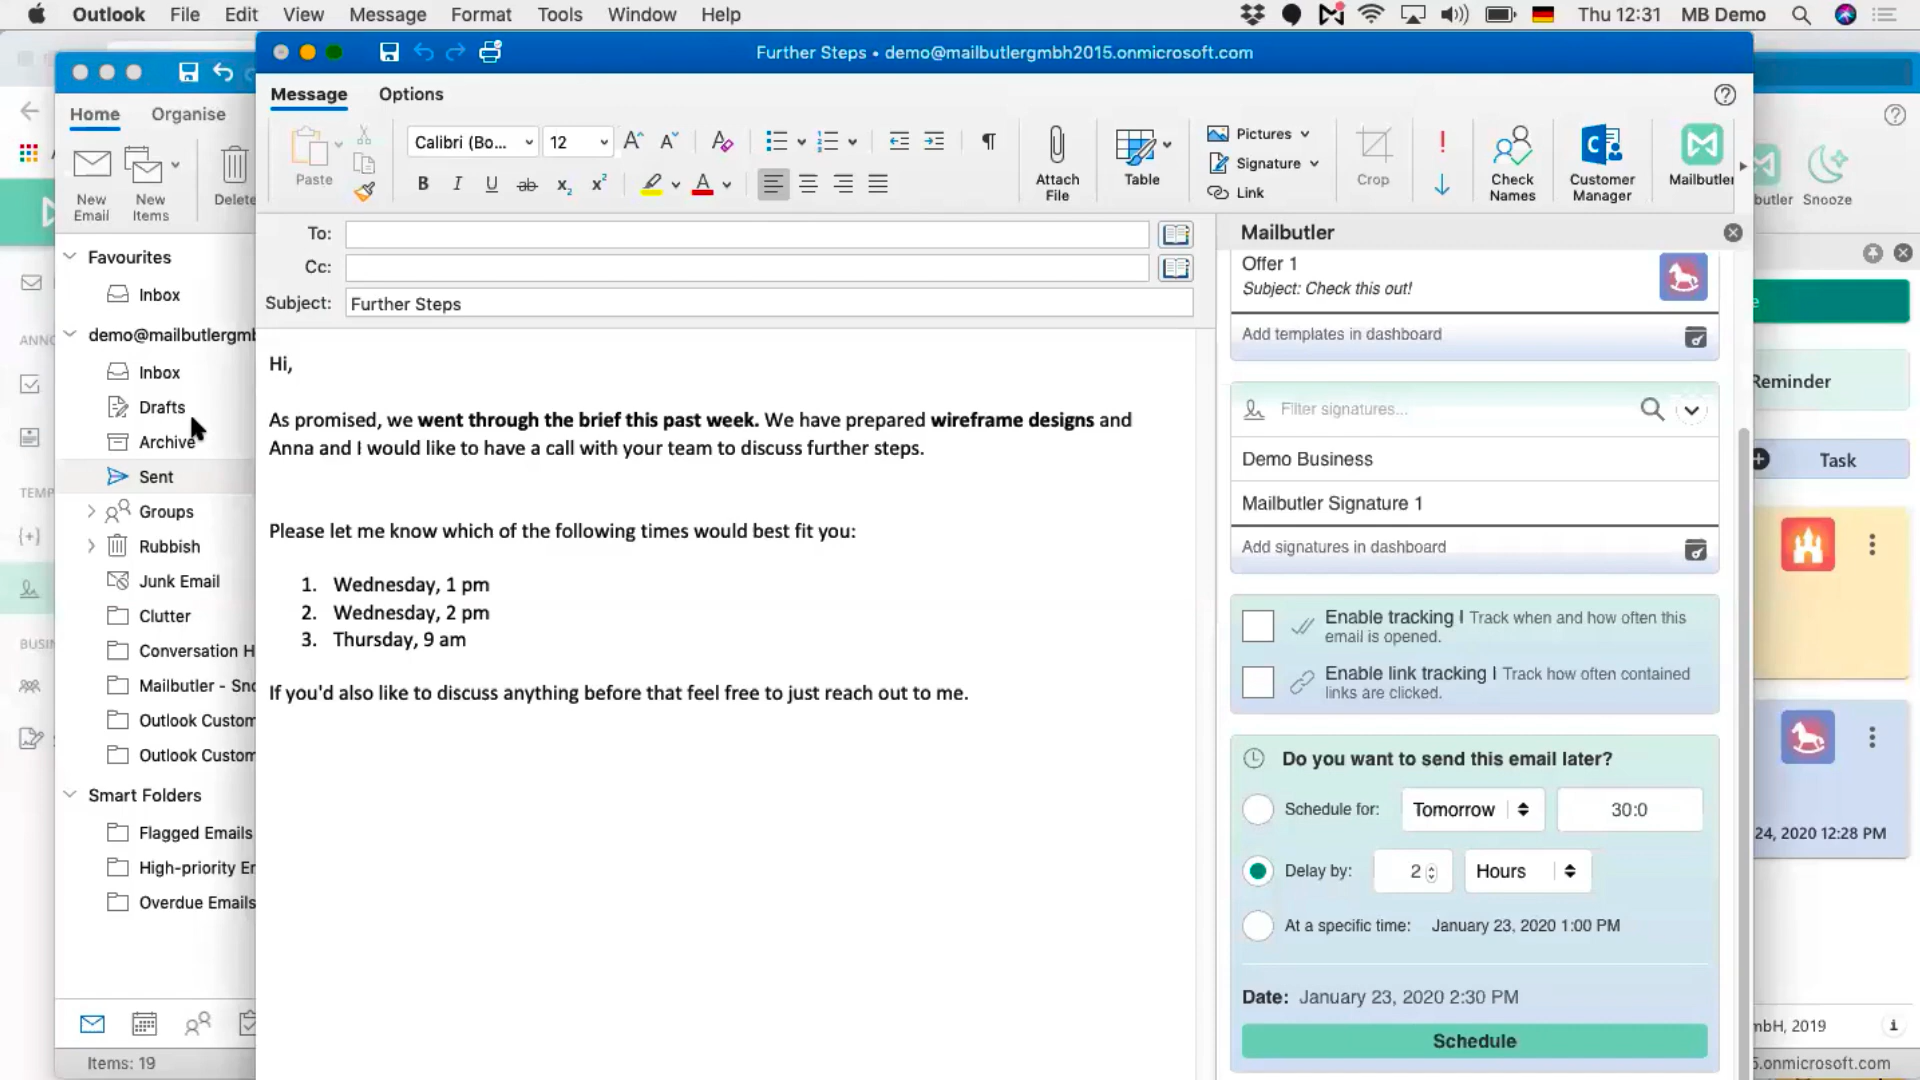 Outlook File Edit View Message Format Tools Window Help Thu 12:31 MB Demo
Further Steps • demo@mailbutlergmbh2015.onmicrosoft.com
Home Organise
New Email
New Items
Delete
Favourites
Inbox
demo@mailbutlergmb
Inbox
Drafts
Archive
Sent
Groups
Rubbish
Junk Email
Clutter
Conversation H
Mailbutler - Sno
Outlook Custom
Outlook Custom
Smart Folders
Flagged Emails
High-priority Er
Overdue Emails
Items: 19
ANNO
TEMP
BUSIN
Message Options
Paste
Calibri (Bo... 12
Attach File
Table
Pictures
Signature
Link
Crop
Check Names
Customer Manager
Mailbutler
To:
Cc:
Subject: Further Steps
Hi,
As promised, we went through the brief this past week. We have prepared wireframe designs and
Anna and I would like to have a call with your team to discuss further steps.
Please let me know which of the following times would best fit you:
1. Wednesday, 1 pm
2. Wednesday, 2 pm
3. Thursday, 9 am
If you'd also like to discuss anything before that feel free to just reach out to me.
Mailbutler
Offer 1
Subject: Check this out!
Add templates in dashboard
Filter signatures...
Demo Business
Mailbutler Signature 1
Add signatures in dashboard
Enable tracking I Track when and how often this
email is opened.
Enable link tracking I Track how often contained
links are clicked.
Do you want to send this email later?
Schedule for: Tomorrow 30:0
Delay by: 2 Hours
At a specific time: January 23, 2020 1:00 PM
Date: January 23, 2020 2:30 PM
Schedule
butler Snooze
e
Reminder
Task
24, 2020 12:28 PM
mbH, 2019
5.onmicrosoft.com